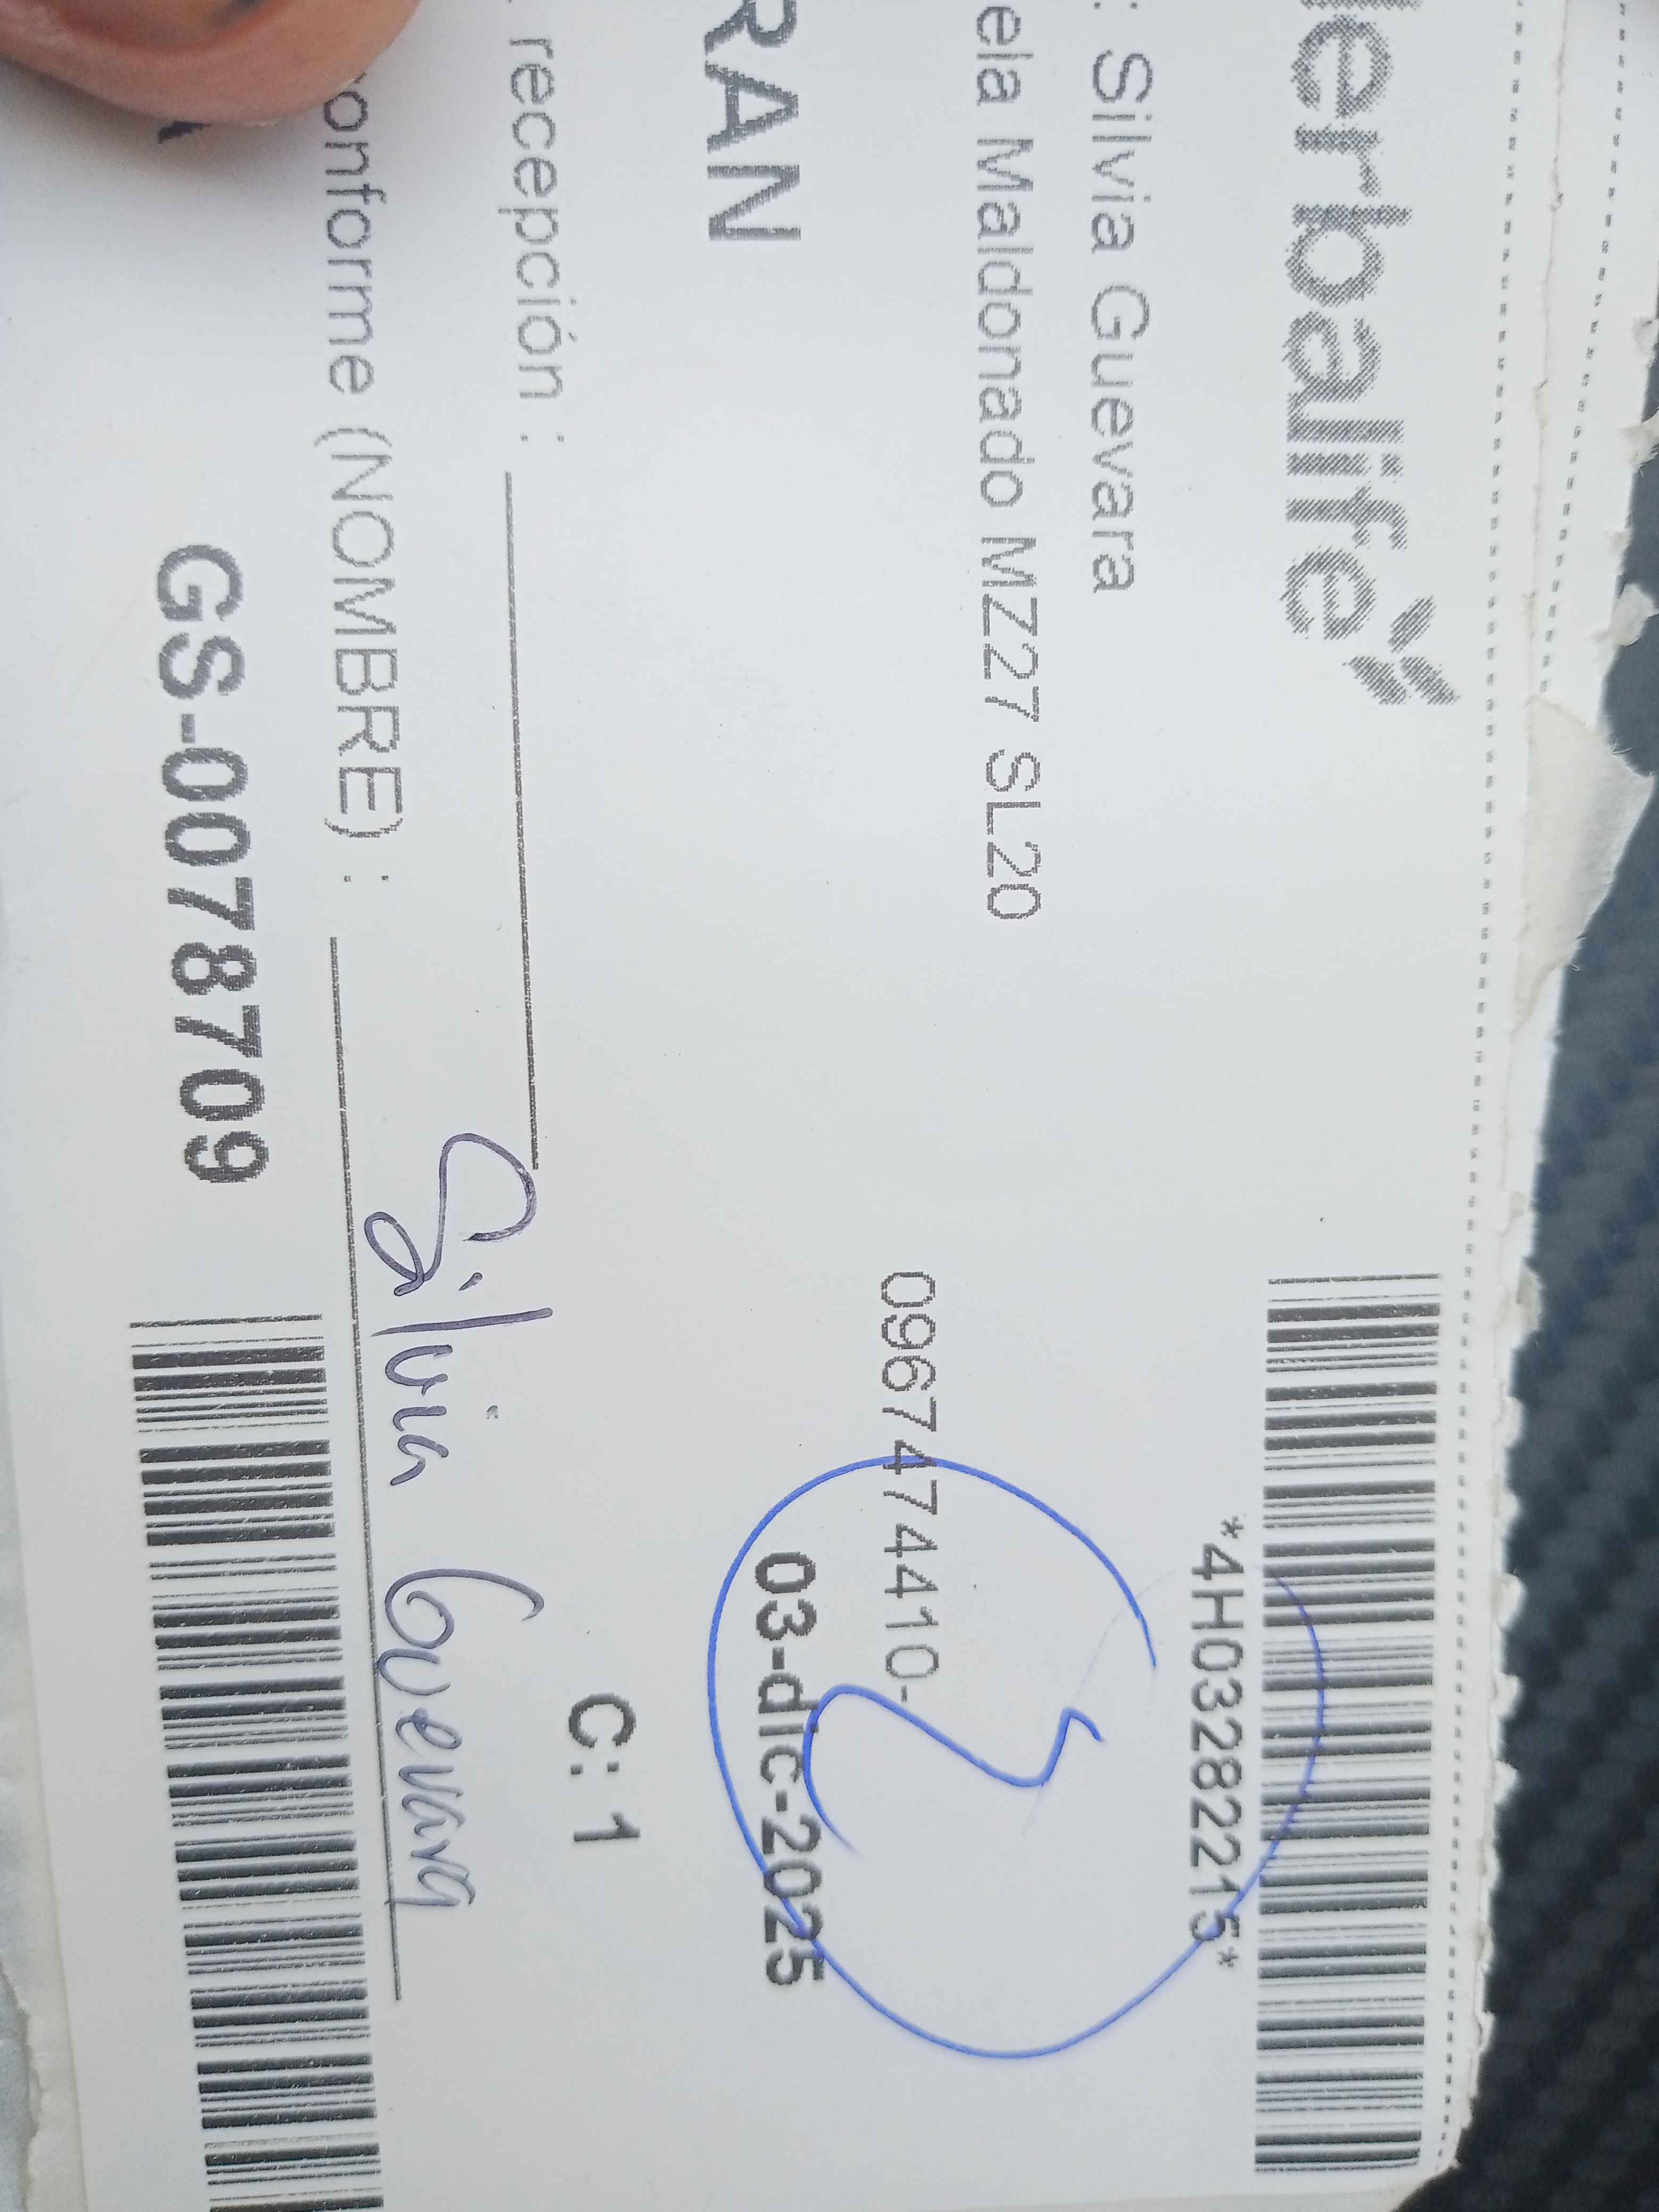 erbalife
*4H03282215*
: Silvia Guevara
ela Maldonado MZ27 SL20
0967474410-
RAN
03-dic-2025
C: 1
recepción :
onforme (NOMBRE) : Silvia Guevara
GS-0078709